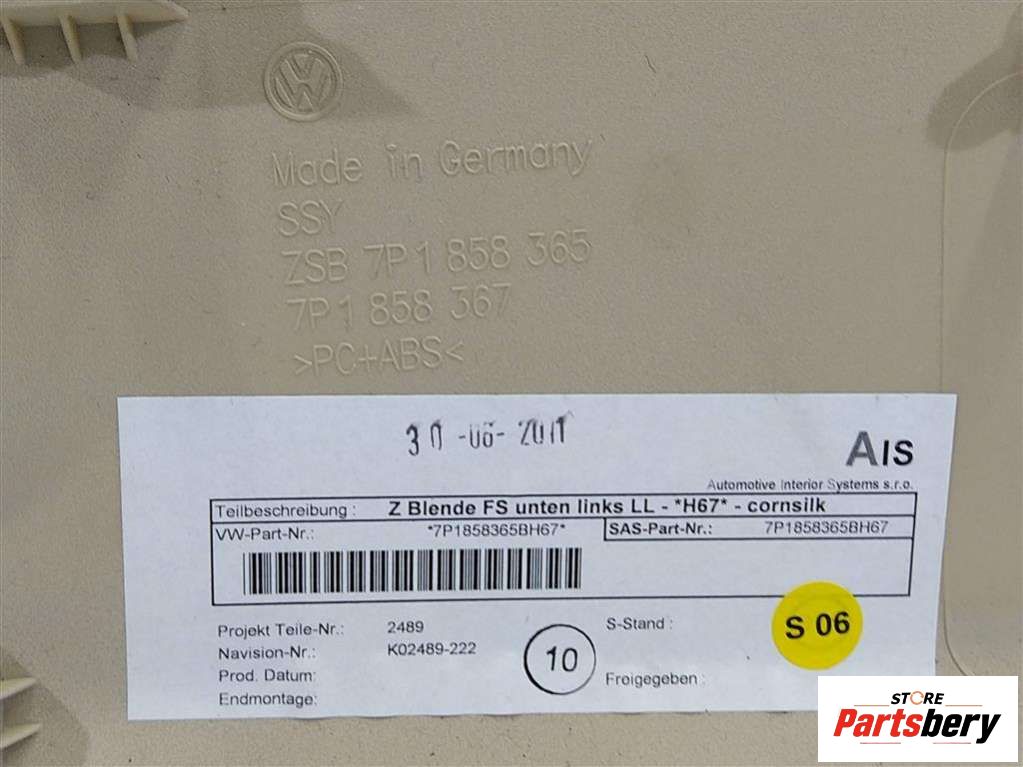 Made in Germany
SSY
ZSB 7P1 858 365
7P1 858 367
>PC+ABS<
30 -06- 2011
AIS
Automotive Interior Systems s.r.o.
Teilbeschreibung : Z Blende FS unten links LL - *H67* - cornsilk
VW-Part-Nr.: *7P1858365BH67* SAS-Part-Nr.: 7P1858365BH67
Projekt Teile-Nr.: 2489 S-Stand : S 06
Navision-Nr.: K02489-222
10
Prod. Datum:
Freigegeben :
Endmontage:
STORE
Partsbery